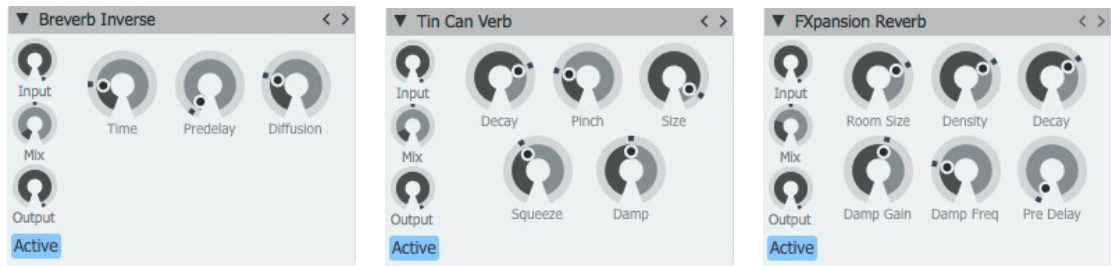 Breverb Inverse
Input
Time Predelay Diffusion
Mix
Output
Active
Tin Can Verb
Input
Decay Pinch Size
Mix
Output
Squeeze Damp
Active
FXpansion Reverb
Input
Room Size Density Decay
Mix
Output
Damp Gain Damp Freq Pre Delay
Active